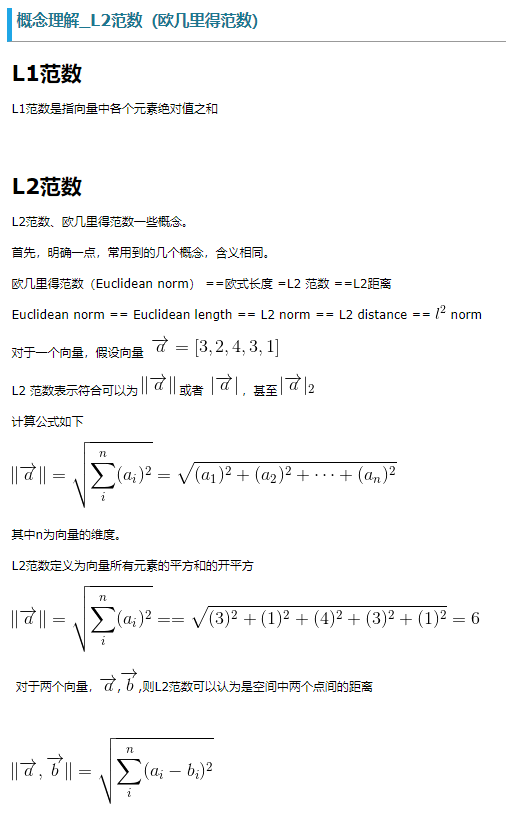 概念理解_L2范数（欧几里得范数）
L1范数
L1范数是指向量中各个元素绝对值之和
L2范数
L2范数、欧几里得范数一些概念。
首先，明确一点，常用到的几个概念，含义相同。
欧几里得范数（Euclidean norm） ==欧式长度 =L2 范数 ==L2距离
Euclidean norm == Euclidean length == L2 norm == L2 distance == $l^2$ norm
对于一个向量，假设向量 $\overrightarrow{a} = [3, 2, 4, 3, 1]$
L2 范数表示符合可以为 $||\overrightarrow{a}||$ 或者 $|\overrightarrow{a}|$ ，甚至 $|\overrightarrow{a}|_2$
计算公式如下
$||\overrightarrow{a}|| = \sqrt{\sum_{i}^{n}(a_i)^2} = \sqrt{(a_1)^2 + (a_2)^2 + \cdots + (a_n)^2}$
其中n为向量的维度。
L2范数定义为向量所有元素的平方和的开平方
$||\overrightarrow{a}|| = \sqrt{\sum_{i}^{n}(a_i)^2} == \sqrt{(3)^2 + (1)^2 + (4)^2 + (3)^2 + (1)^2} = 6$
对于两个向量，$\overrightarrow{a}$,$\overrightarrow{b}$,则L2范数可以认为是空间中两个点间的距离
$||\overrightarrow{a}, \overrightarrow{b}|| = \sqrt{\sum_{i}^{n}(a_i - b_i)^2}$